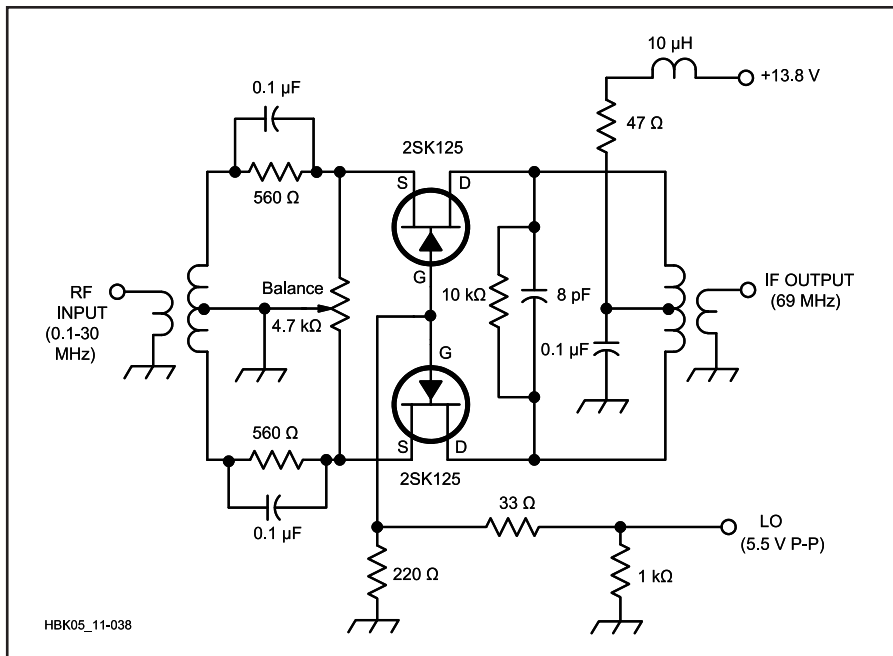 10 µH
+13.8 V
0.1 µF
47 Ω
2SK125
560 Ω
S
D
G
RF
INPUT
(0.1-30
MHz)
Balance
4.7 kΩ
10 kΩ
8 pF
IF OUTPUT
(69 MHz)
0.1 µF
G
560 Ω
S
D
2SK125
0.1 µF
33 Ω
LO
(5.5 V P-P)
220 Ω
1 kΩ
HBK05_11-038